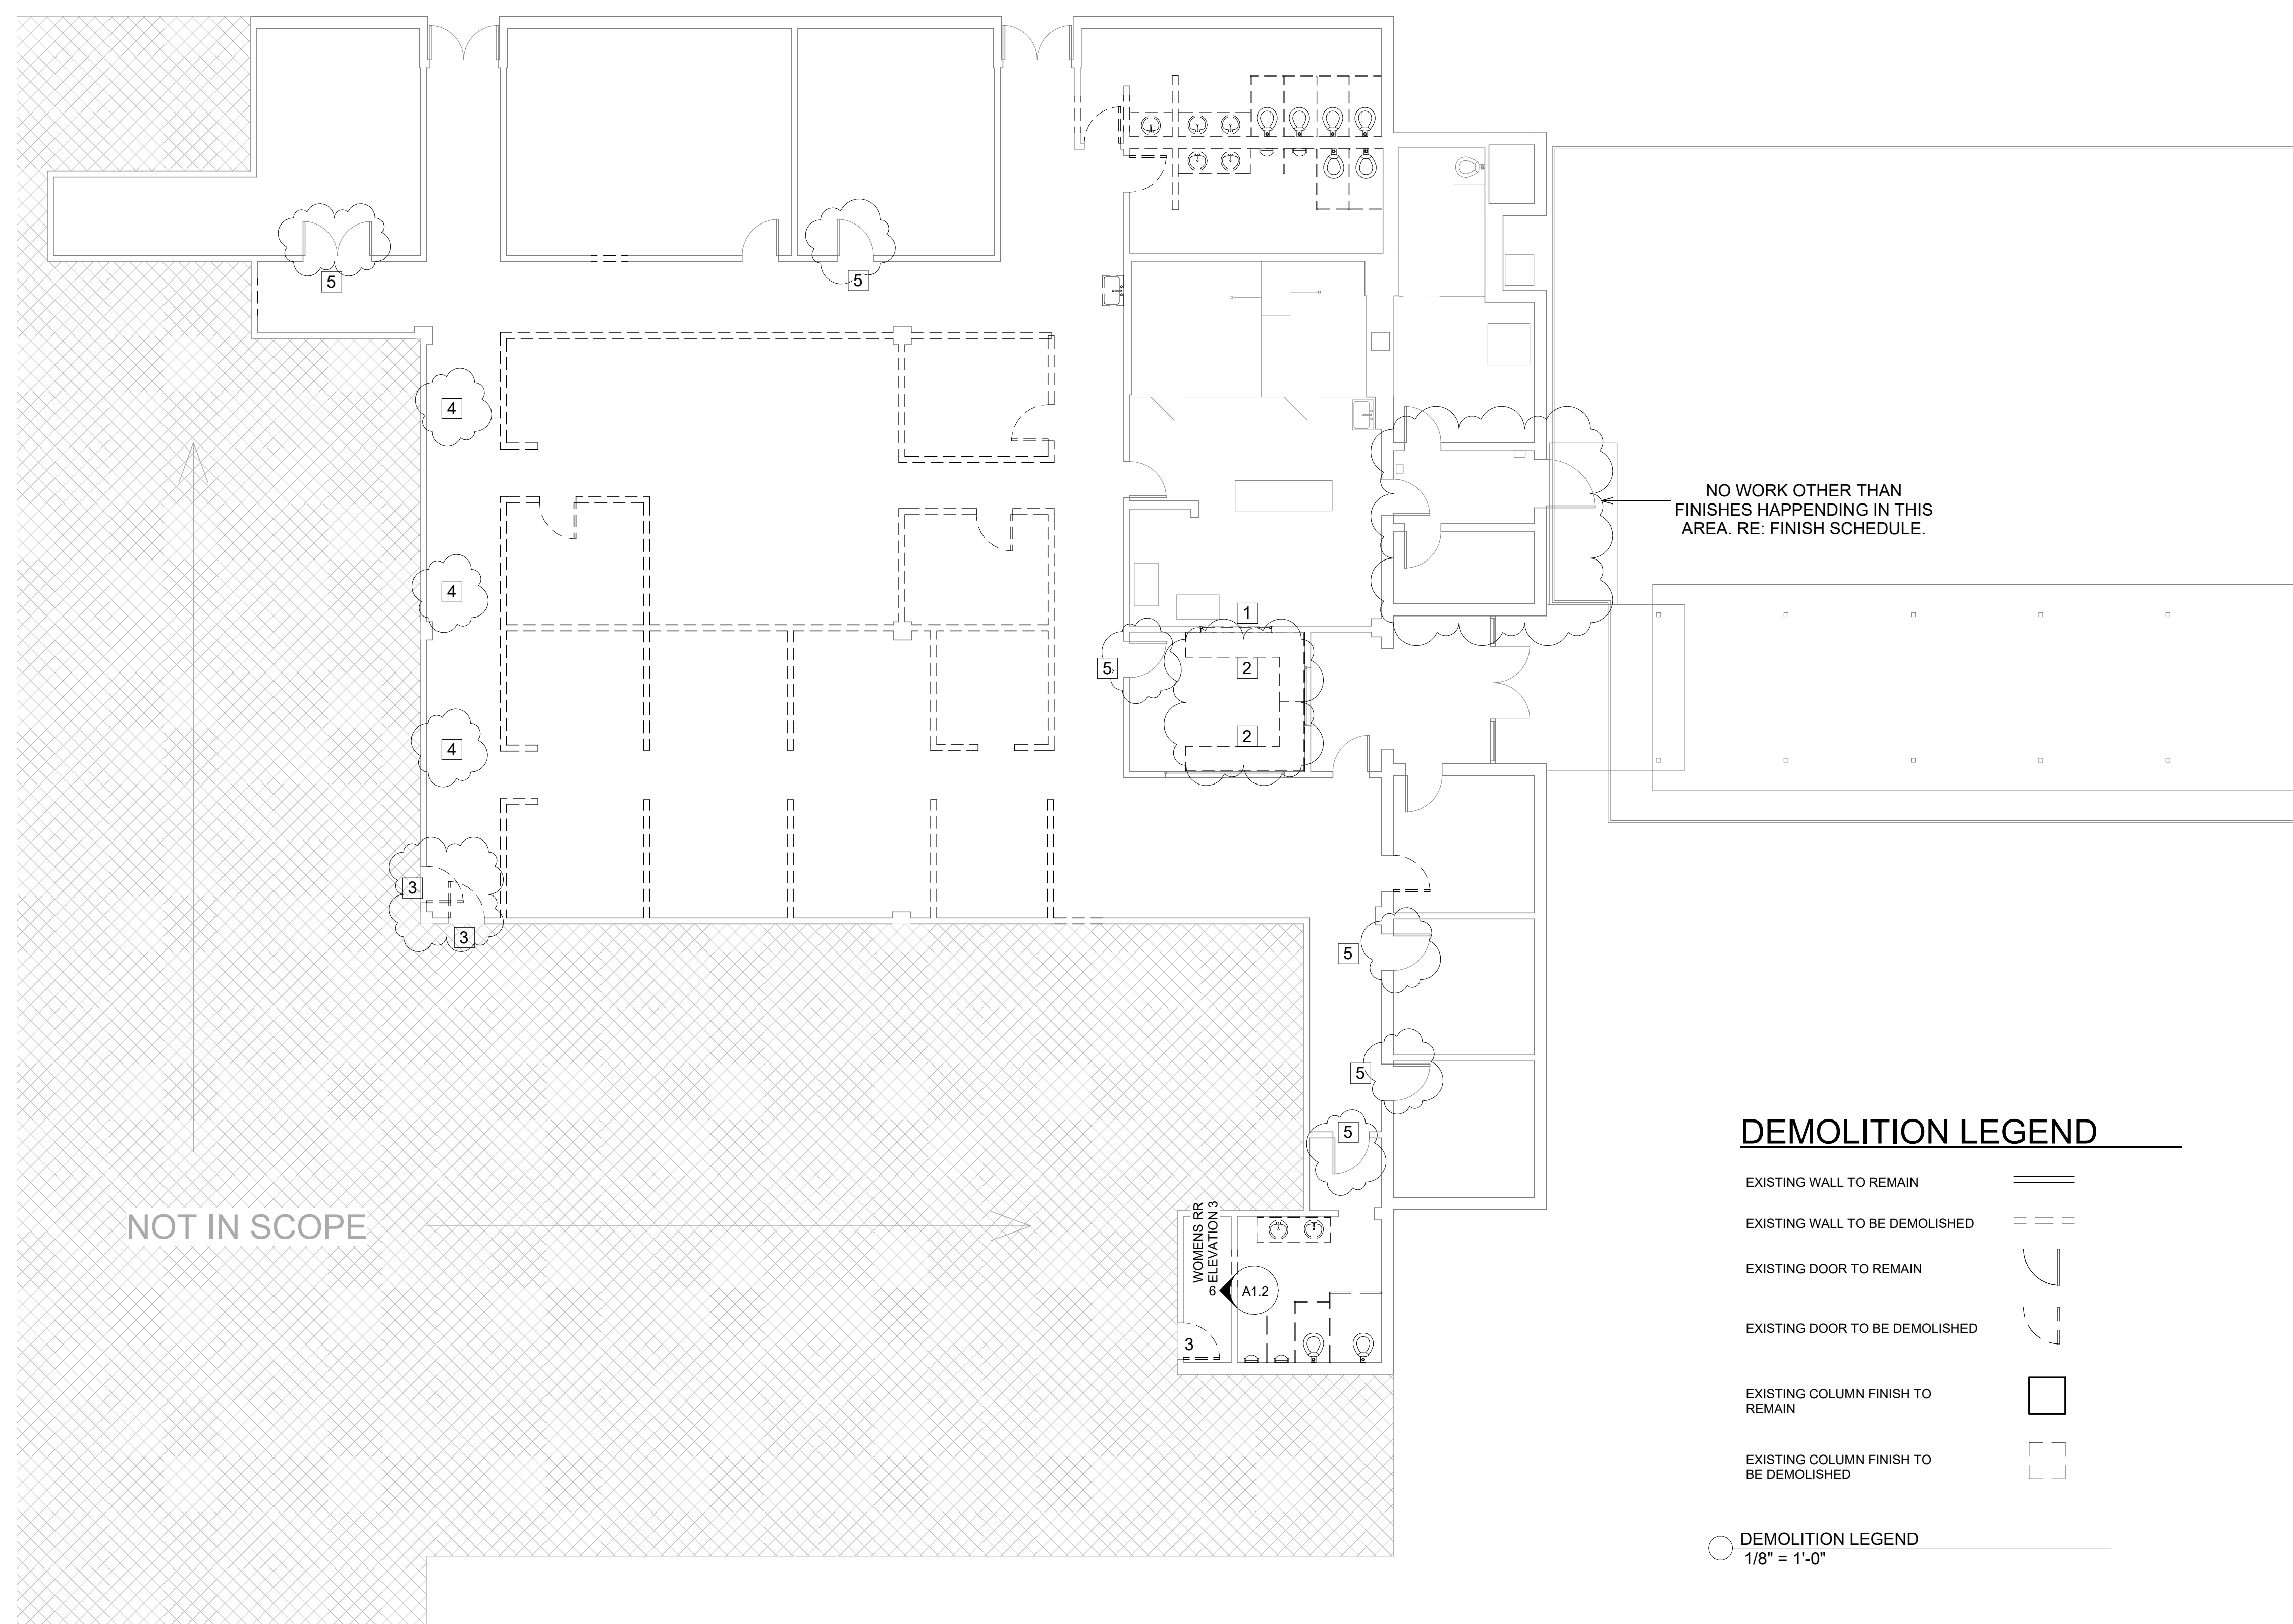 5
5
4
NO WORK OTHER THAN
FINISHES HAPPENDING IN THIS
AREA. RE: FINISH SCHEDULE.
4
1
5
2
2
4
3
3
5
5
5
DEMOLITION LEGEND
EXISTING WALL TO REMAIN
EXISTING WALL TO BE DEMOLISHED
EXISTING DOOR TO REMAIN
EXISTING DOOR TO BE DEMOLISHED
EXISTING COLUMN FINISH TO
REMAIN
EXISTING COLUMN FINISH TO
BE DEMOLISHED
NOT IN SCOPE
WOMENS RR
ELEVATION 3
6
A1.2
3
DEMOLITION LEGEND
1/8" = 1'-0"